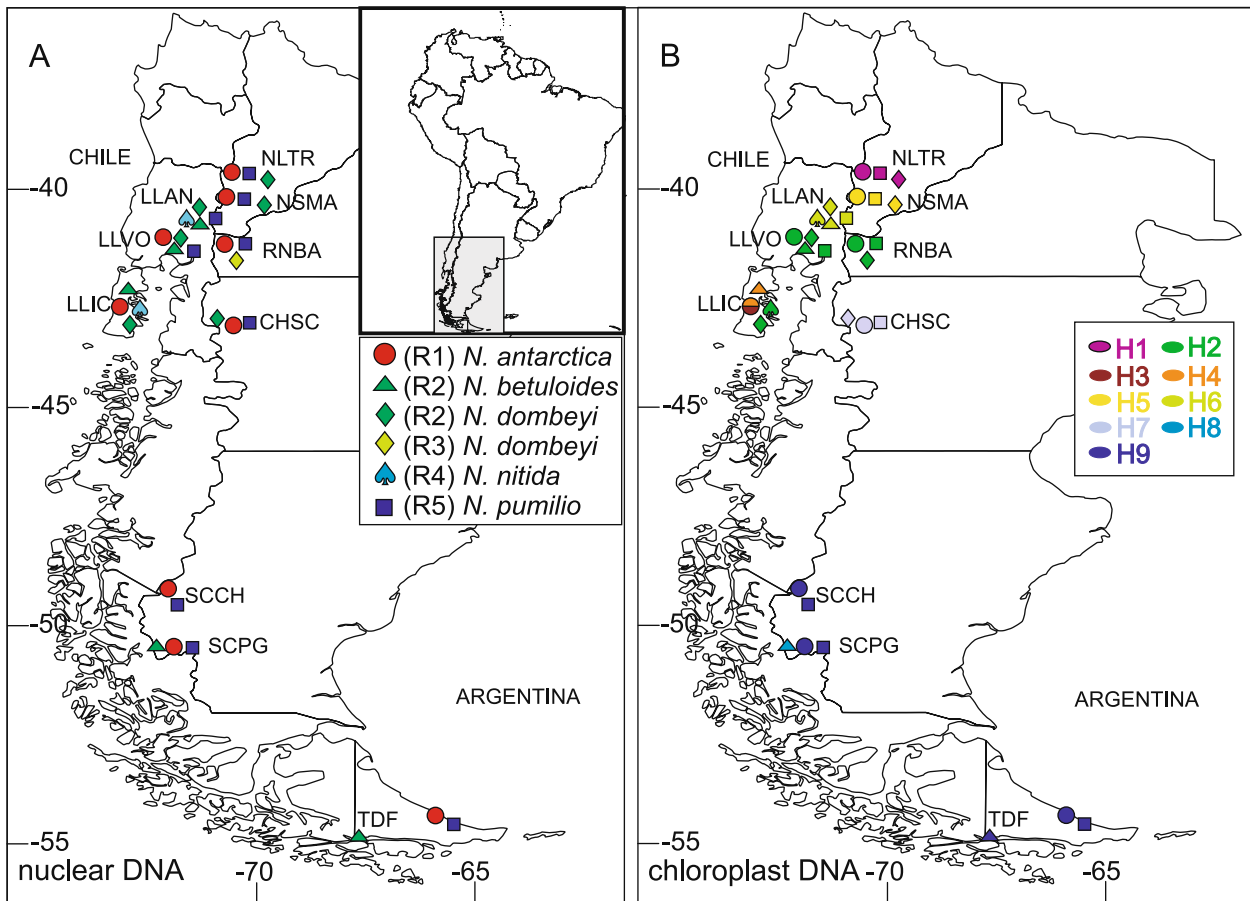 A
CHILE
NLTR
-40
LLAN
NSMA
LLVO
RNBA
LLIC
CHSC
(R1) N. antarctica
(R2) N. betuloides
(R2) N. dombeyi
(R3) N. dombeyi
(R4) N. nitida
(R5) N. pumilio
-45
SCCH
-50
SCPG
ARGENTINA
TDF
-55
nuclear DNA
-70
-65
B
CHILE
NLTR
-40
LLAN
NSMA
LLVO
RNBA
LLIC
CHSC
H1 H2
H3 H4
H5 H6
H7 H8
H9
-45
SCCH
-50
SCPG
ARGENTINA
TDF
-55
chloroplast DNA
-70
-65